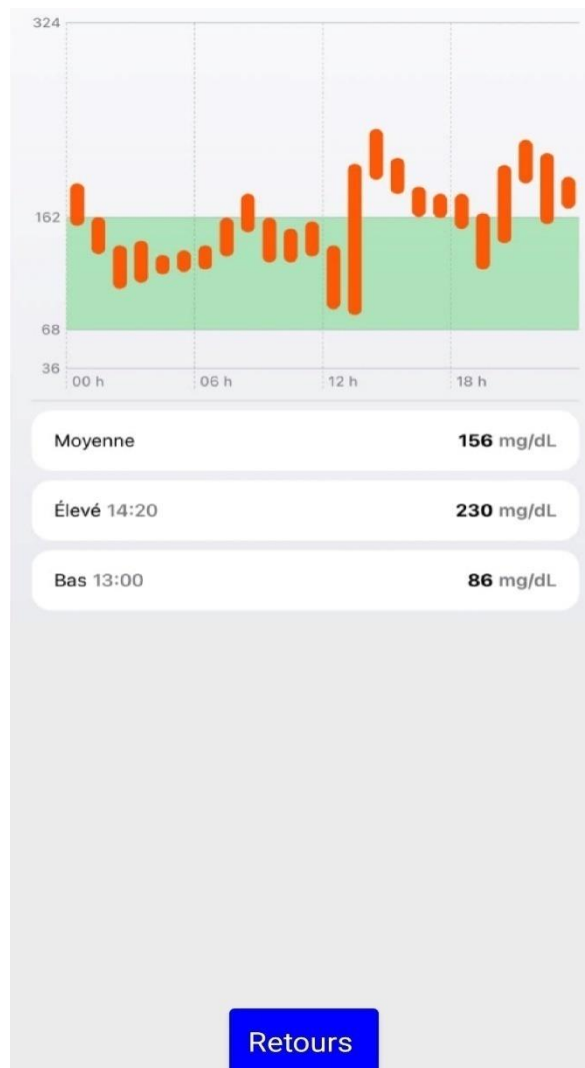 324
162
68
36
00 h 06 h 12 h 18 h
Moyenne 156 mg/dL
Élevé 14:20 230 mg/dL
Bas 13:00 86 mg/dL
Retours